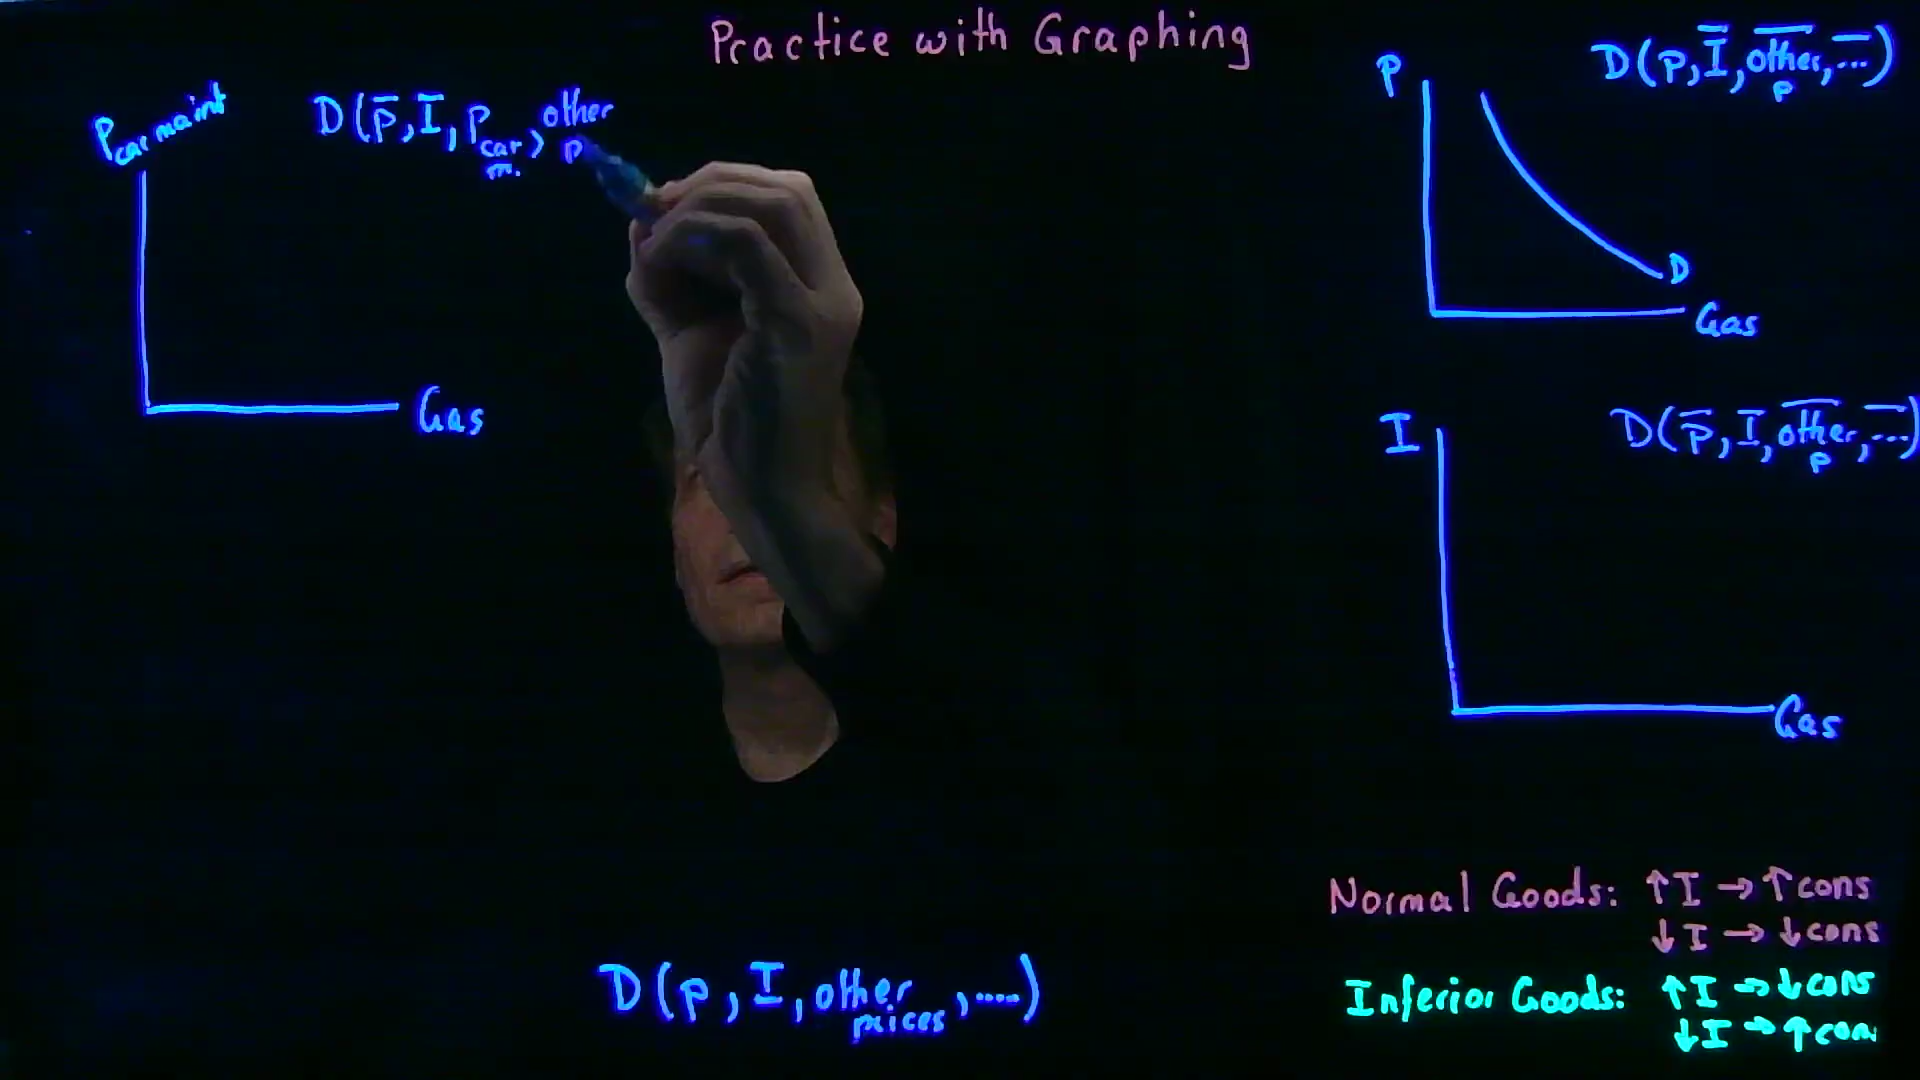 Practice with Graphing
P car maint
D(p̄, Ī, p car m., other p
Gas
P
D(p, Ī, other p, ...)
D
Gas
I
D(p̄, I, other p, ...)
Gas
Normal Goods: ↑I → ↑cons
↓I → ↓cons
Inferior Goods: ↑I → ↓cons
↓I → ↑con
D(p, I, other prices, ....)